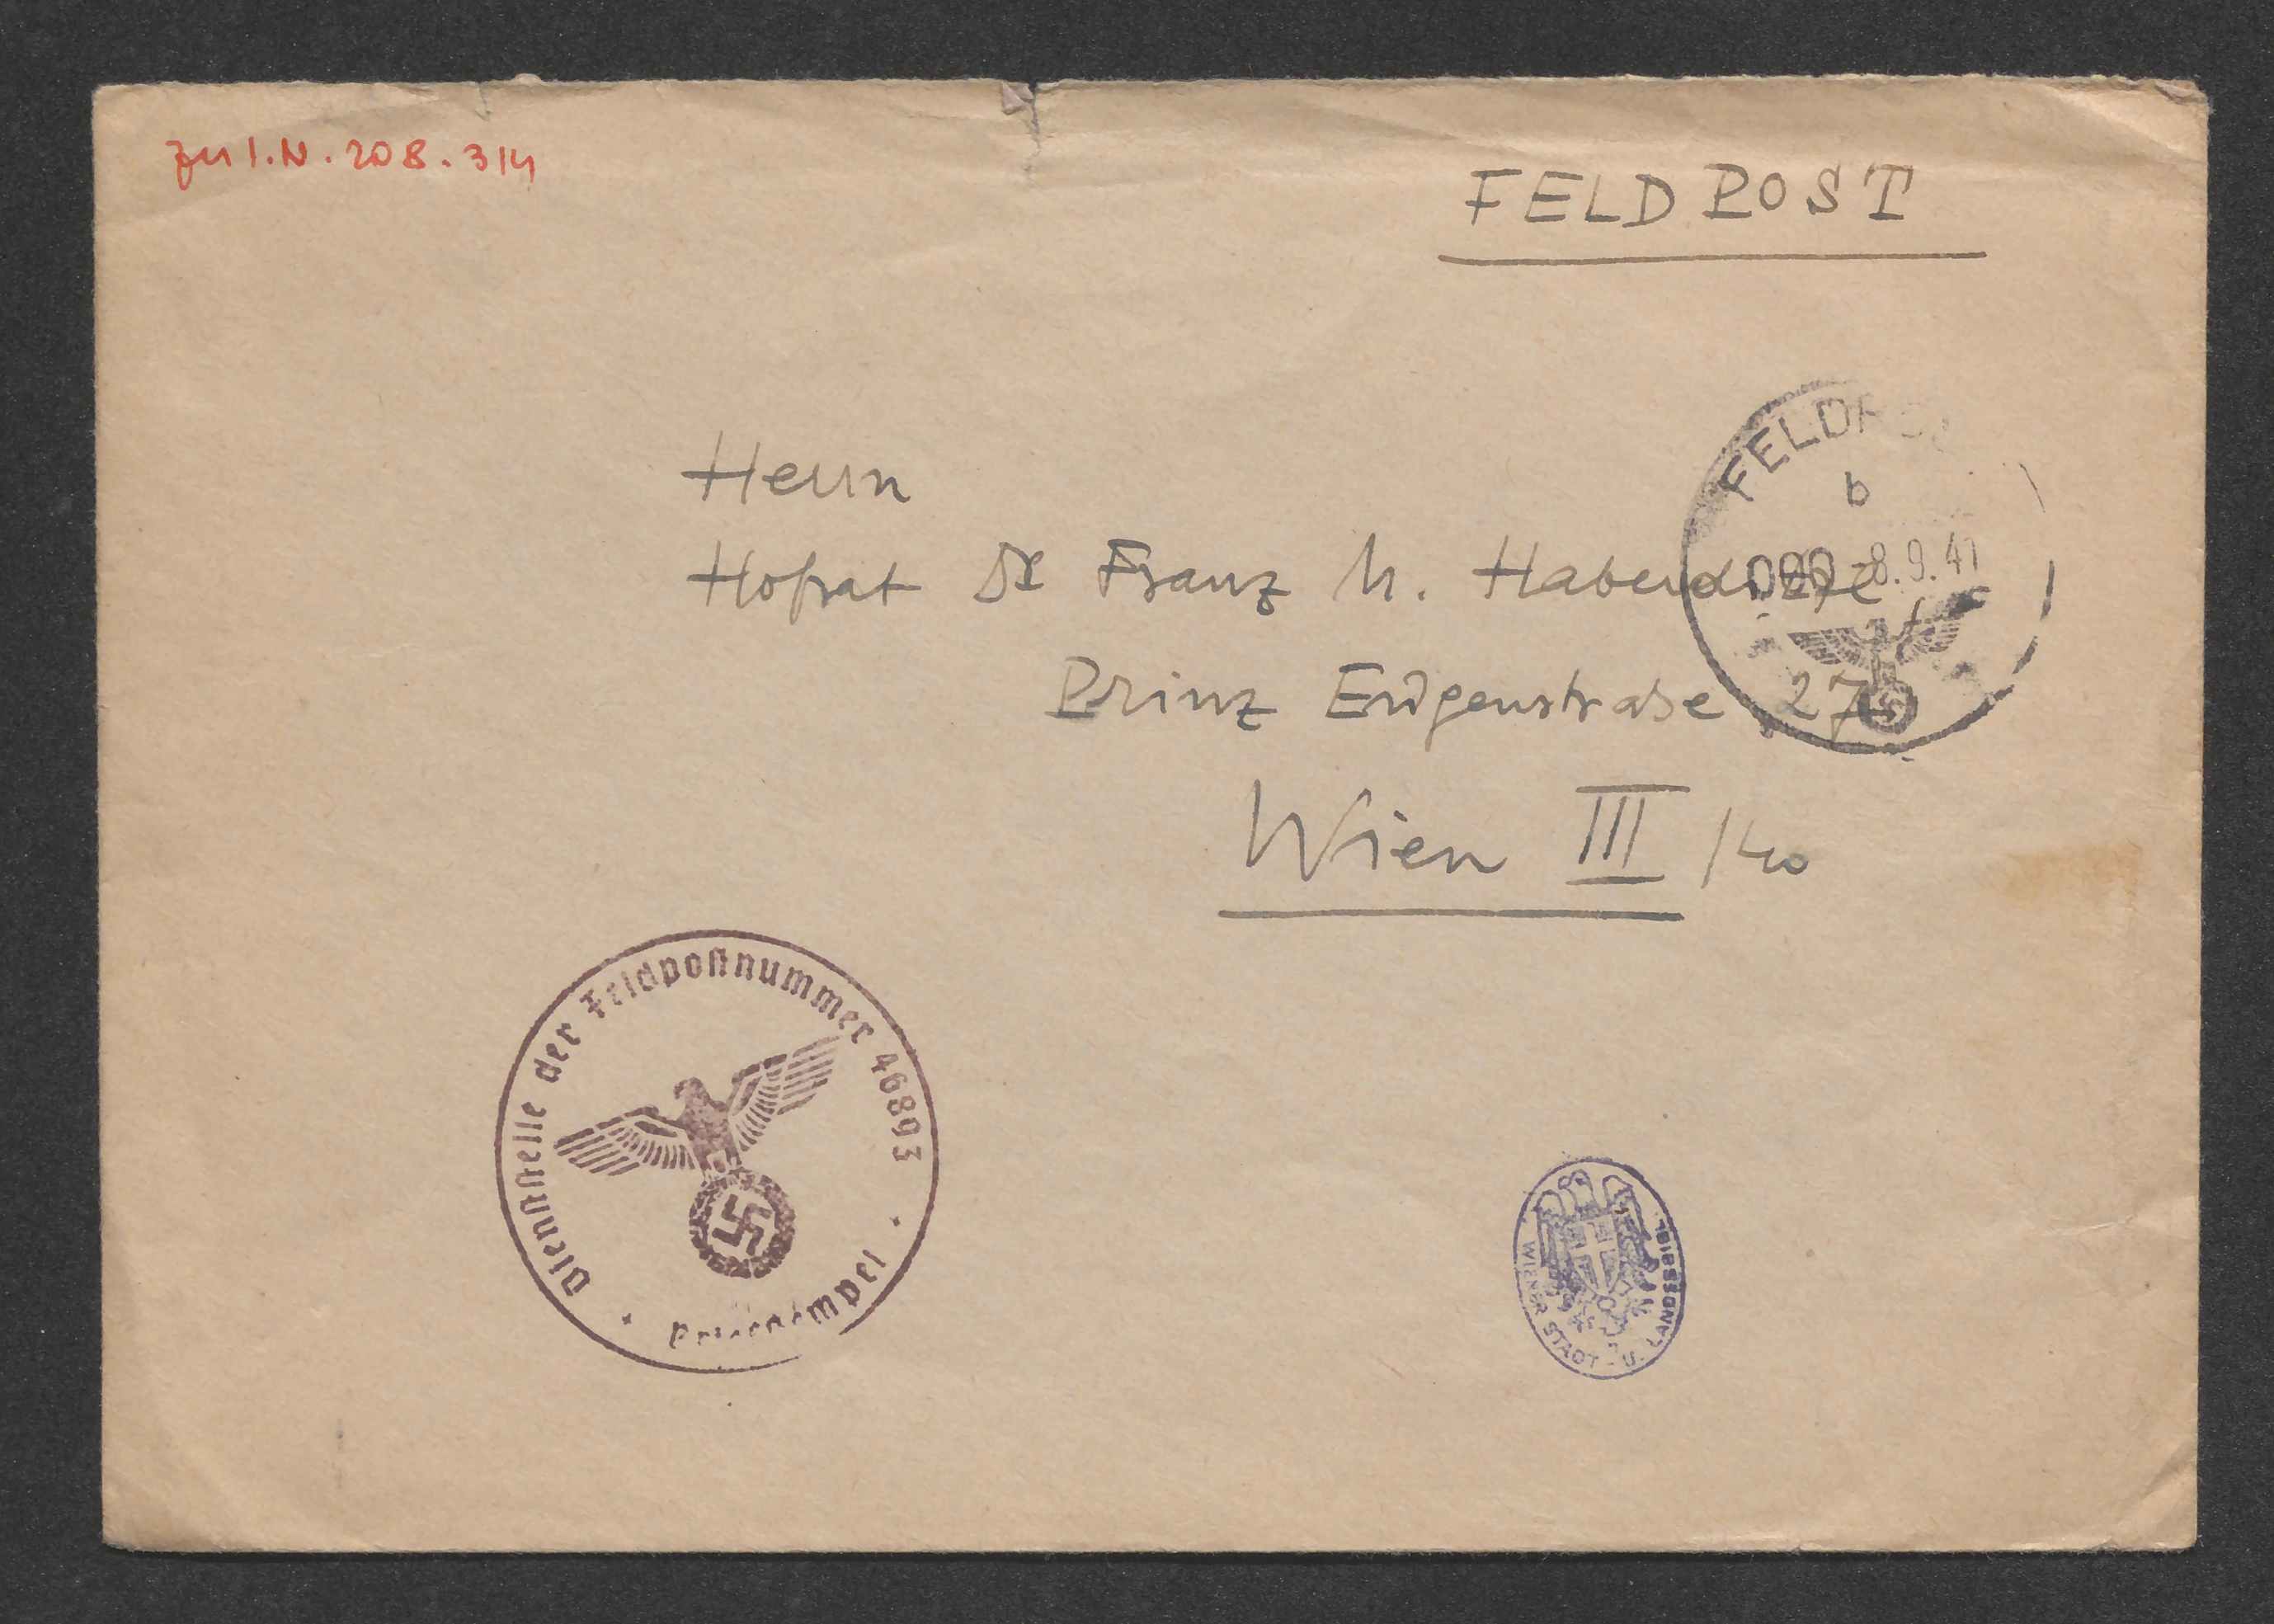 zu I.N. 208.314
FELDPOST
FELDPOS
b
-8.9.41
Herrn
Hofrat Dr Franz M. Haberditzl
Prinz Eugenstrasse 27
Wien III /40
Dienststelle der Feldpostnummer 46893
Briefstempel
WIENER STADT- U. LANDESBIBL.